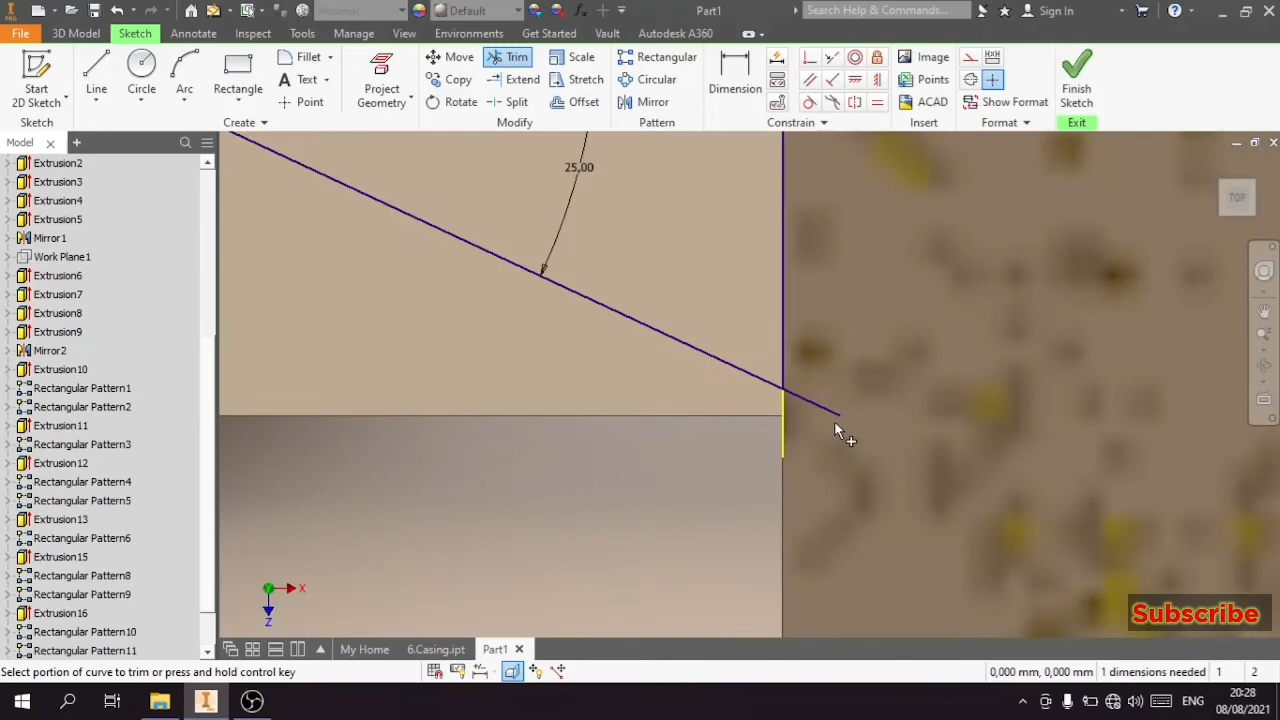 Material
Default
Part1
Search Help & Commands...
Sign In
PRO
File
3D Model
Sketch
Annotate
Inspect
Tools
Manage
View
Environments
Get Started
Vault
Autodesk A360
Start
2D Sketch
Line
Circle
Arc
Rectangle
Fillet
Text
Point
Project
Geometry
Move
Copy
Rotate
Trim
Extend
Split
Scale
Stretch
Offset
Rectangular
Circular
Mirror
Dimension
Image
Points
ACAD
Show Format
Finish
Sketch
Sketch
Create
Modify
Pattern
Constrain
Insert
Format
Exit
Model
Extrusion2
Extrusion3
Extrusion4
Extrusion5
Mirror1
Work Plane1
Extrusion6
Extrusion7
Extrusion8
Extrusion9
Mirror2
Extrusion10
Rectangular Pattern1
Rectangular Pattern2
Extrusion11
Rectangular Pattern3
Extrusion12
Rectangular Pattern4
Rectangular Pattern5
Extrusion13
Rectangular Pattern6
Extrusion15
Rectangular Pattern8
Rectangular Pattern9
Extrusion16
Rectangular Pattern10
Rectangular Pattern11
25,00
TOP
X
Z
Subscribe
My Home
6.Casing.ipt
Part1
Select portion of curve to trim or press and hold control key
0,000 mm, 0,000 mm
1 dimensions needed
1
2
ENG
20:28
08/08/2021